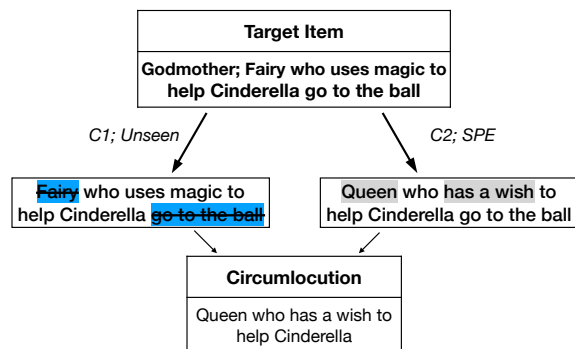 Target Item
Godmother; Fairy who uses magic to
help Cinderella go to the ball
C1; Unseen
C2; SPE
Fairy who uses magic to
help Cinderella go to the ball
Queen who has a wish to
help Cinderella go to the ball
Circumlocution
Queen who has a wish to
help Cinderella